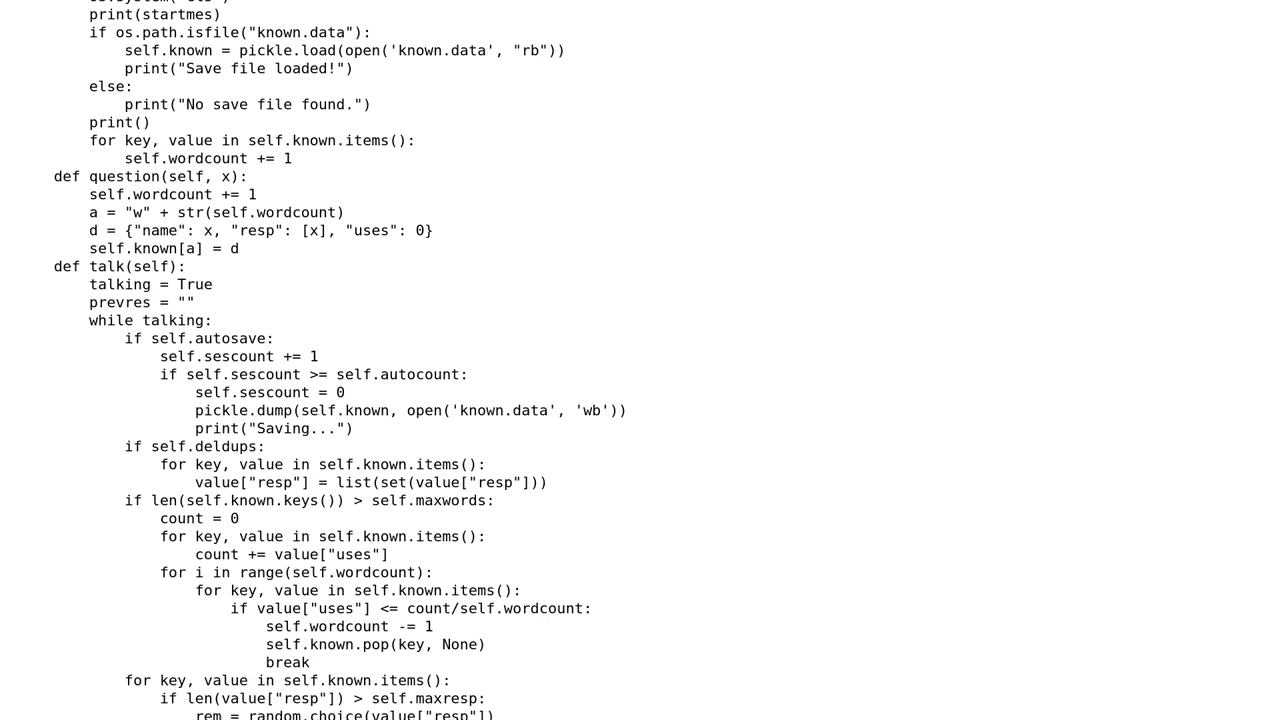 print(startmes)
if os.path.isfile("known.data"):
self.known = pickle.load(open('known.data', "rb"))
print("Save file loaded!")
else:
print("No save file found.")
print()
for key, value in self.known.items():
self.wordcount += 1
def question(self, x):
self.wordcount += 1
a = "w" + str(self.wordcount)
d = {"name": x, "resp": [x], "uses": 0}
self.known[a] = d
def talk(self):
talking = True
prevres = ""
while talking:
if self.autosave:
self.sescount += 1
if self.sescount >= self.autocount:
self.sescount = 0
pickle.dump(self.known, open('known.data', 'wb'))
print("Saving...")
if self.deldups:
for key, value in self.known.items():
value["resp"] = list(set(value["resp"]))
if len(self.known.keys()) > self.maxwords:
count = 0
for key, value in self.known.items():
count += value["uses"]
for i in range(self.wordcount):
for key, value in self.known.items():
if value["uses"] <= count/self.wordcount:
self.wordcount -= 1
self.known.pop(key, None)
break
for key, value in self.known.items():
if len(value["resp"]) > self.maxresp:
rem = random.choice(value["resp"])